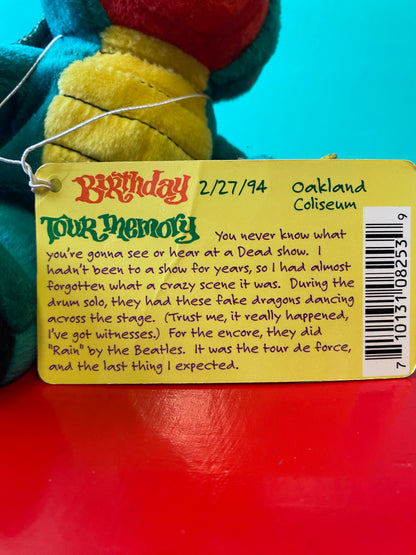 Birthday 2/27/94 Oakland
Coliseum
Tour Memory You never know what
you're gonna see or hear at a Dead show. I
hadn't been to a show for years, so I had almost
forgotten what a crazy scene it was. During the
drum solo, they had these fake dragons dancing
across the stage. (Trust me, it really happened,
I've got witnesses.) For the encore, they did
"Rain" by the Beatles. It was the tour de force,
and the last thing I expected.
7 10131 08253 9